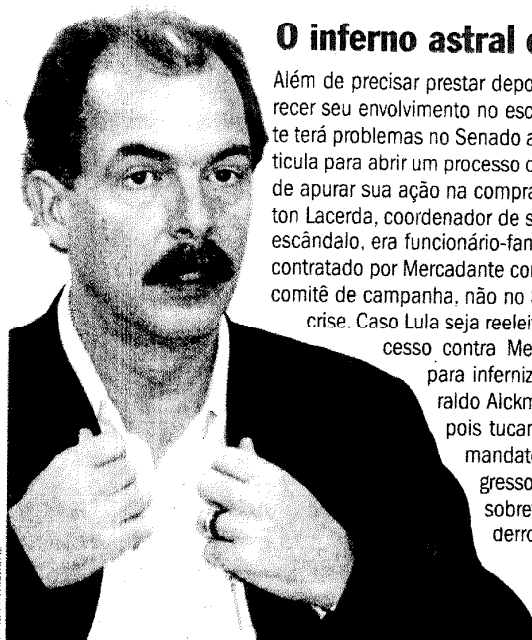 O inferno astral
Além de precisar prestar depo
recer seu envolvimento no esc
te terá problemas no Senado a
ticula para abrir um processo d
de apurar sua ação na compra
ton Lacerda, coordenador de s
escândalo, era funcionário-fan
contratado por Mercadante con
comitê de campanha, não no
crise. Caso Lula seja reelei
cesso contra Me
para inferniz
raldo Alckm
pois tucan
mandato
gresso
sobre
derro